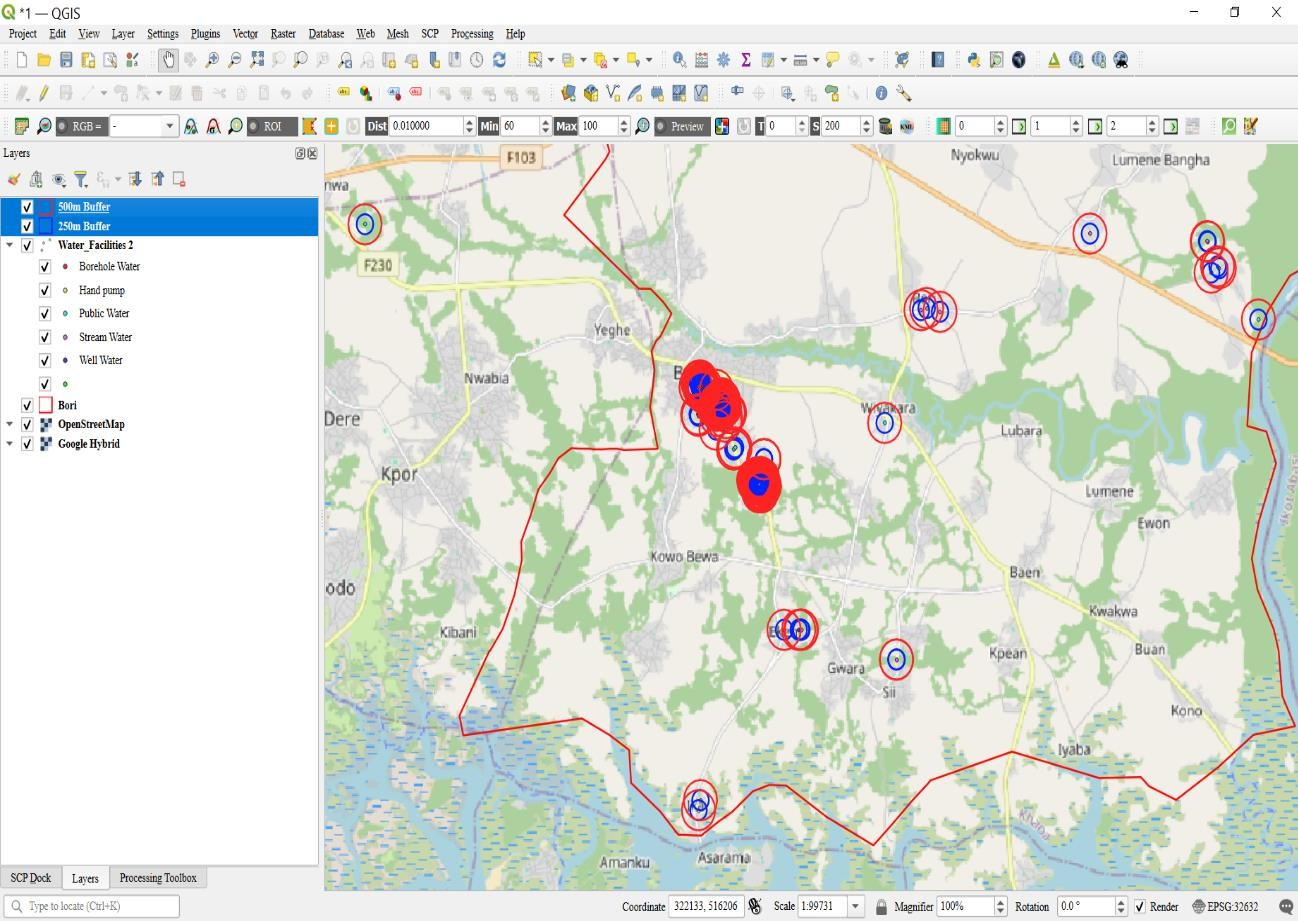 *1 — QGIS
Project Edit View Layer Settings Plugins Vector Raster Database Web Mesh SCP Processing Help
RGB = - ROI Dist 0.010000 Min 60 Max 100 Preview T 0 S 200 KML 0 1 2
Layers
500m Buffer
250m Buffer
Water_Facilities 2
Borehole Water
Hand pump
Public Water
Stream Water
Well Water
Bori
OpenStreetMap
Google Hybrid
F103
Nyokwu
Lumene Bangha
nwa
F230
Yeghe
B
Nwabia
Dere
Wiyakara
Lubara
Kpor
Lumene
Ewon
Ikot Abasi
Kowo Bewa
Baen
odo
Kwakwa
Kibani
Buan
Kpean
Gwara
Sii
Kono
Iyaba
Khana
Amanku
Asarama
SCP Dock Layers Processing Toolbox
Type to locate (Ctrl+K) Coordinate 322133, 516206 Scale 1:99731 Magnifier 100% Rotation 0.0 ° Render EPSG:32632